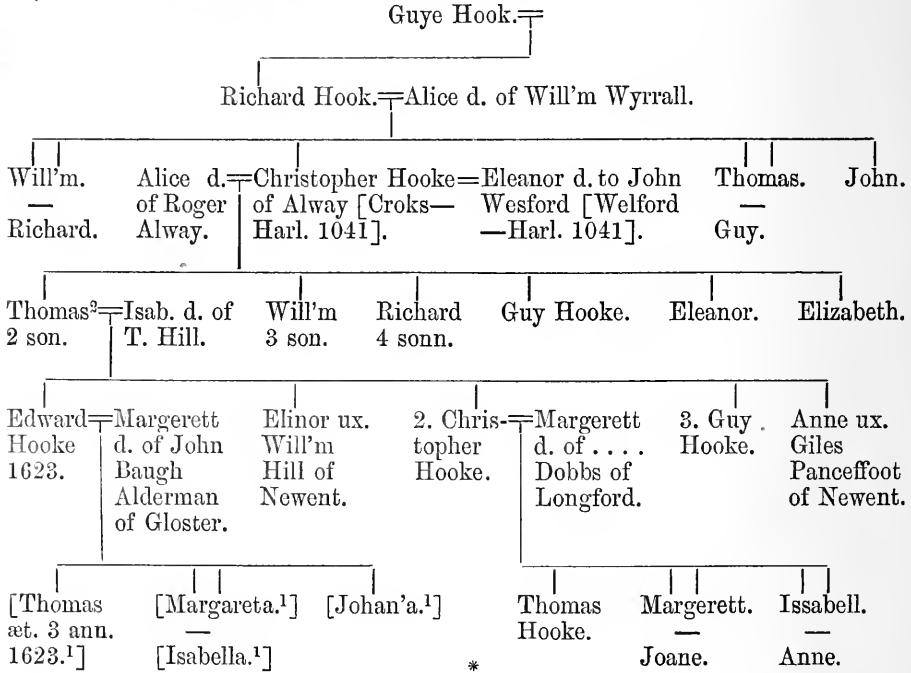 Guye Hook.
Richard Hook. Alice d. of Will'm Wyrrall.
Will'm.
—
Richard.
Alice d.
of Roger
Alway.
Christopher Hooke
of Alway [Croks—
Harl. 1041].
Eleanor d. to John
Wesford [Welford
—Harl. 1041].
Thomas.
—
Guy.
John.
Thomas²
2 son.
Isab. d. of
T. Hill.
Will'm
3 son.
Richard
4 sonn.
Guy Hooke.
Eleanor.
Elizabeth.
Edward
Hooke
1623.
Margerett
d. of John
Baugh
Alderman
of Gloster.
Elinor ux.
Will'm
Hill of
Newent.
2. Chris-
topher
Hooke.
Margerett
d. of . . . .
Dobbs of
Longford.
3. Guy
Hooke.
Anne ux.
Giles
Panceffoot
of Newent.
[Thomas
æt. 3 ann.
1623.¹]
[Margareta.¹]
—
[Isabella.¹]
[Johan'a.¹]
Thomas
Hooke.
Margerett.
—
Joane.
Issabell.
—
Anne.
*